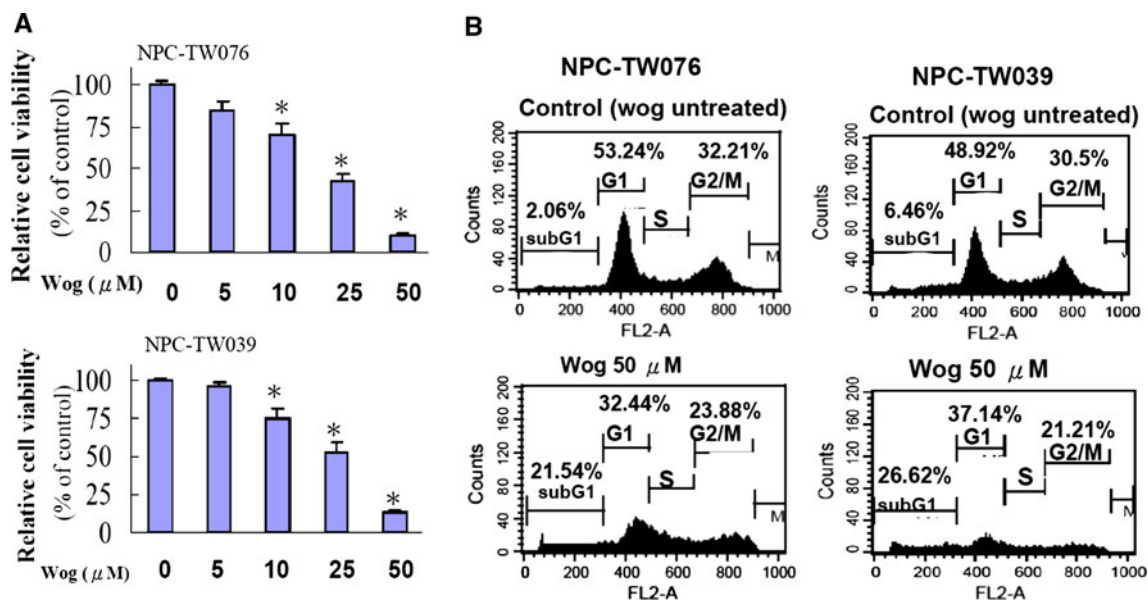 A
NPC-TW076
Relative cell viability
(% of control)
100
75
50
25
0
*
*
*
Wog (μM)
0 5 10 25 50
NPC-TW039
Relative cell viability
(% of control)
100
75
50
25
0
*
*
*
Wog (μM)
0 5 10 25 50
B
NPC-TW076
Control (wog untreated)
Counts
200
160
120
80
40
0
53.24%
32.21%
G1
G2/M
2.06%
S
subG1
M
0 200 400 600 800 1000
FL2-A
NPC-TW039
Control (wog untreated)
Counts
200
160
120
80
40
0
48.92%
30.5%
G1
G2/M
6.46%
S
subG1
0 200 400 600 800 1000
FL2-A
Wog 50 μM
Counts
200
160
120
80
40
0
32.44%
23.88%
G1
G2/M
21.54%
S
subG1
M
0 200 400 600 800 1000
FL2-A
Wog 50 μM
Counts
200
160
120
80
40
0
37.14%
21.21%
G1
G2/M
26.62%
S
subG1
M
0 200 400 600 800 1000
FL2-A